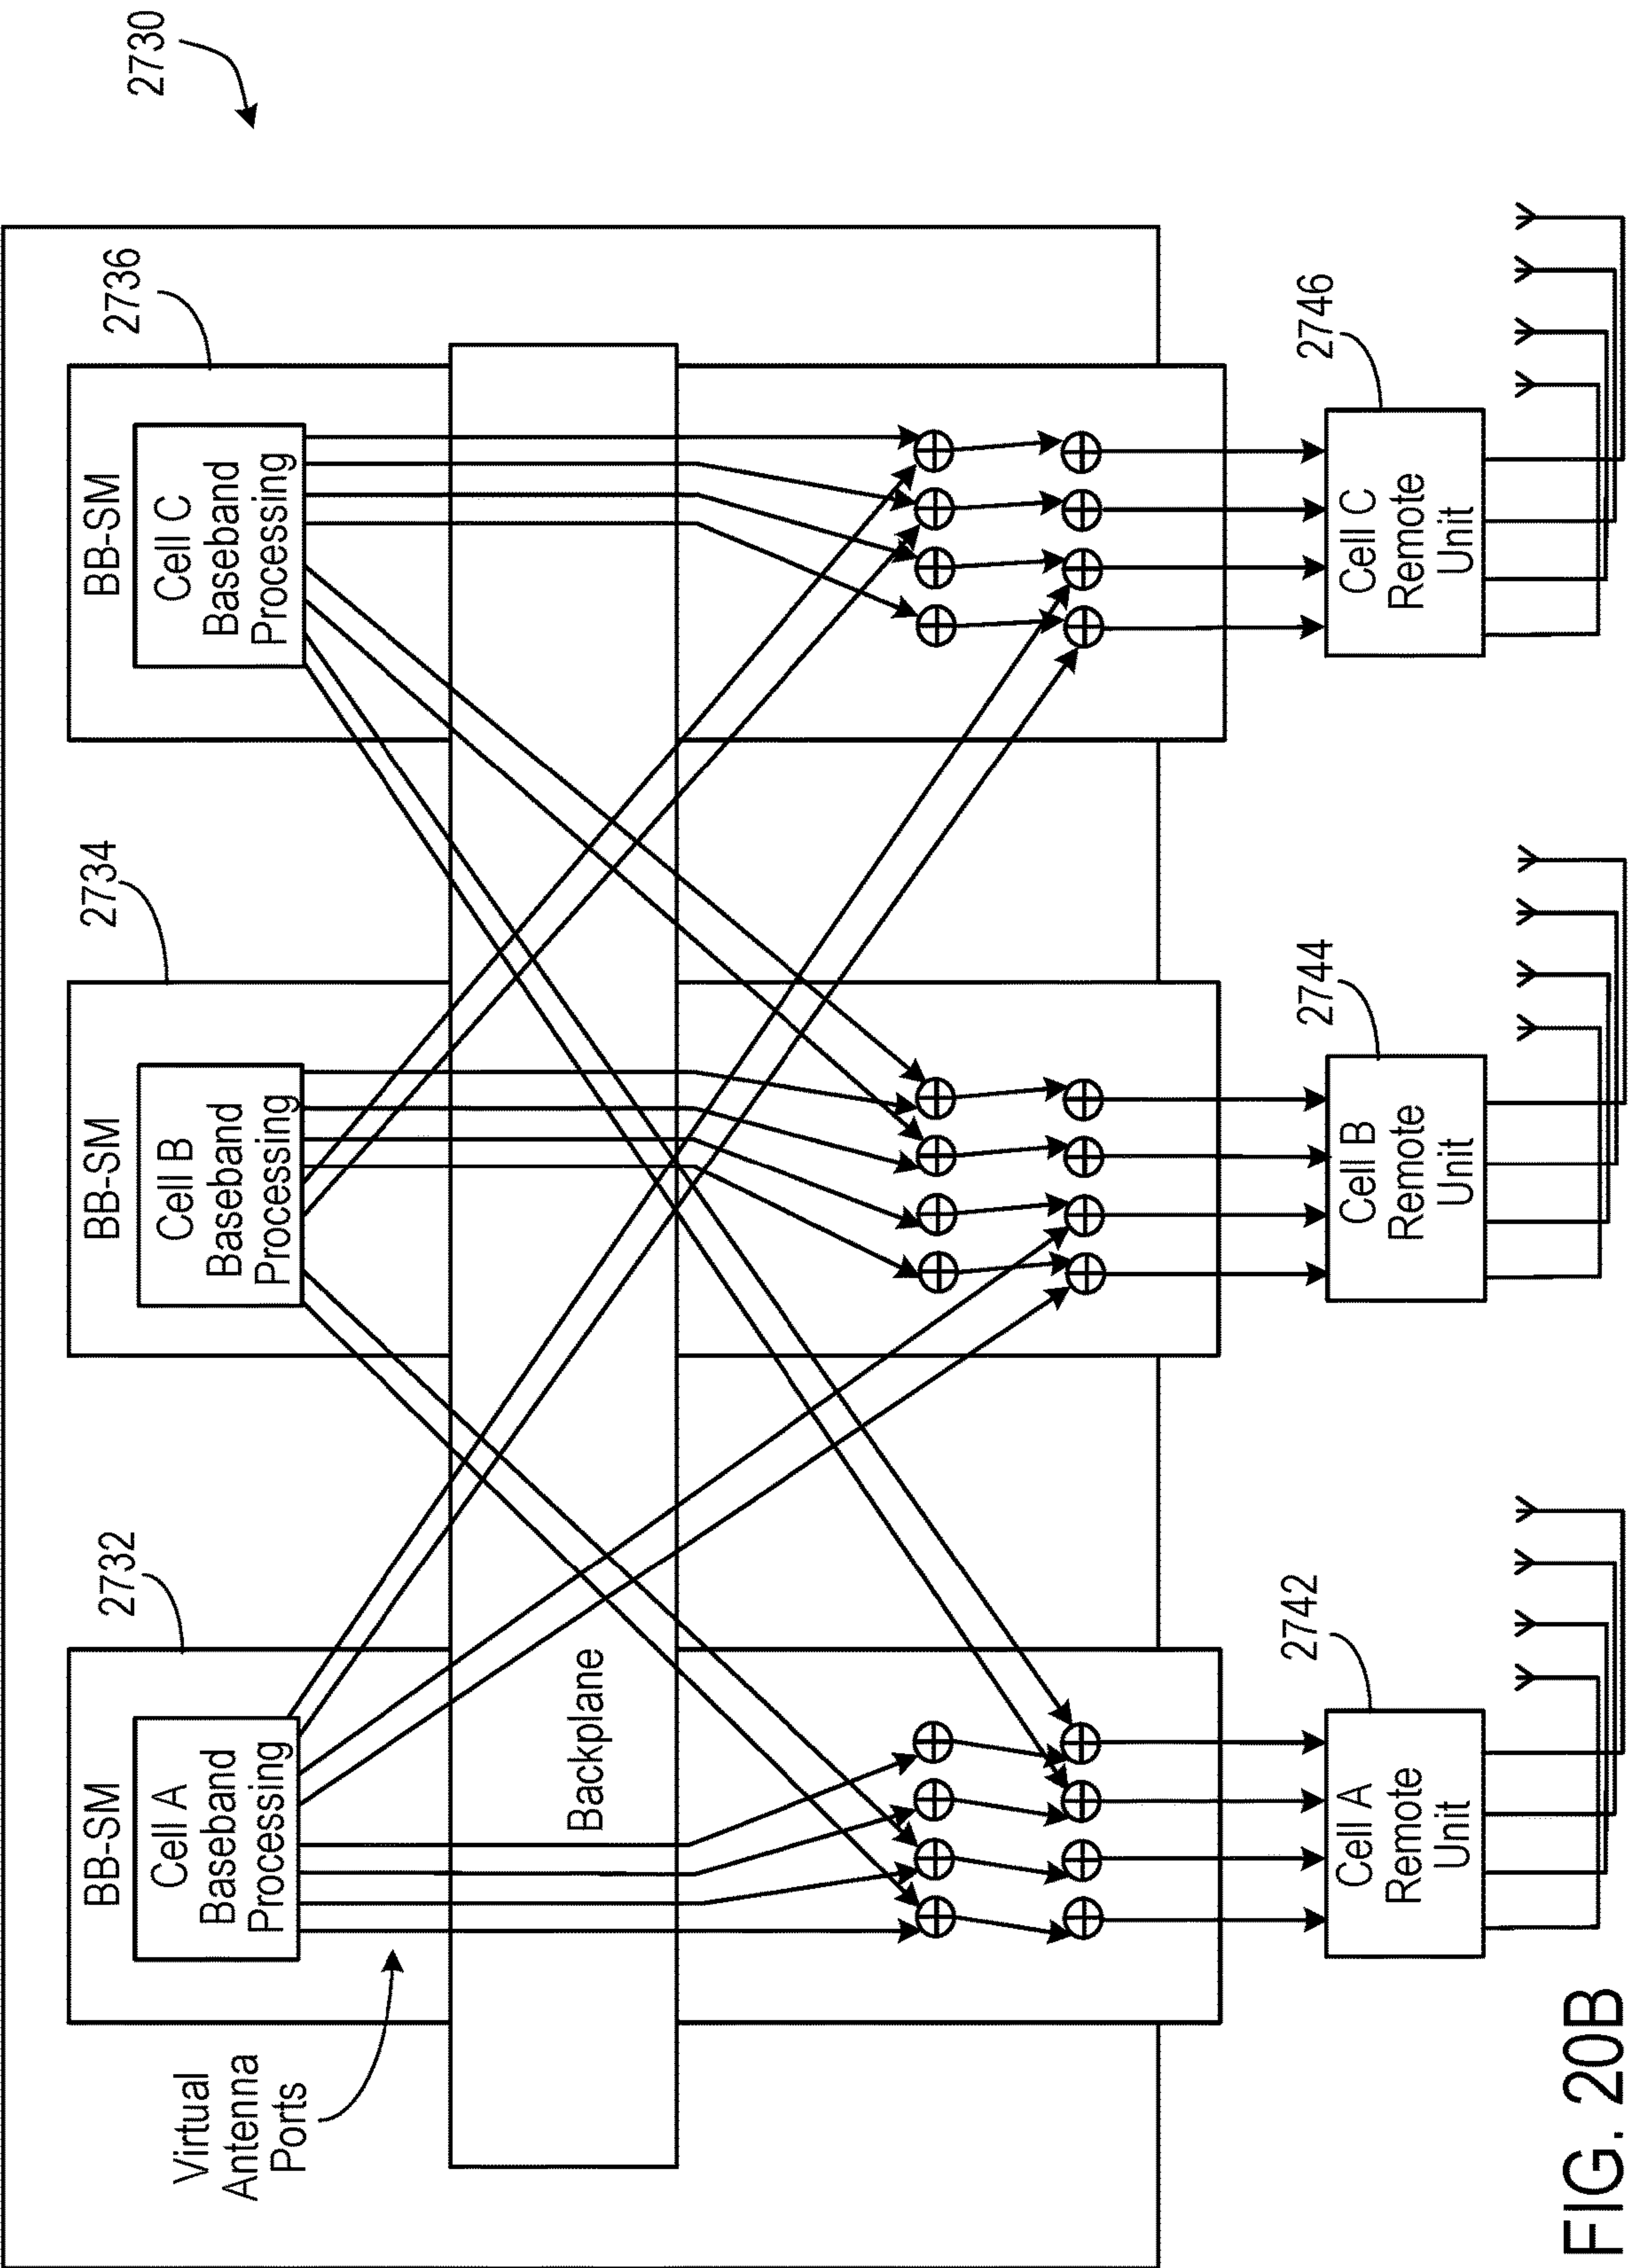 2730
2732
2734
2736
BB-SM
Cell A
Baseband
Processing
BB-SM
Cell B
Baseband
Processing
BB-SM
Cell C
Baseband
Processing
Virtual
Antenna
Ports
Backplane
2742
2744
2746
Cell A
Remote
Unit
Cell B
Remote
Unit
Cell C
Remote
Unit
FIG. 20B